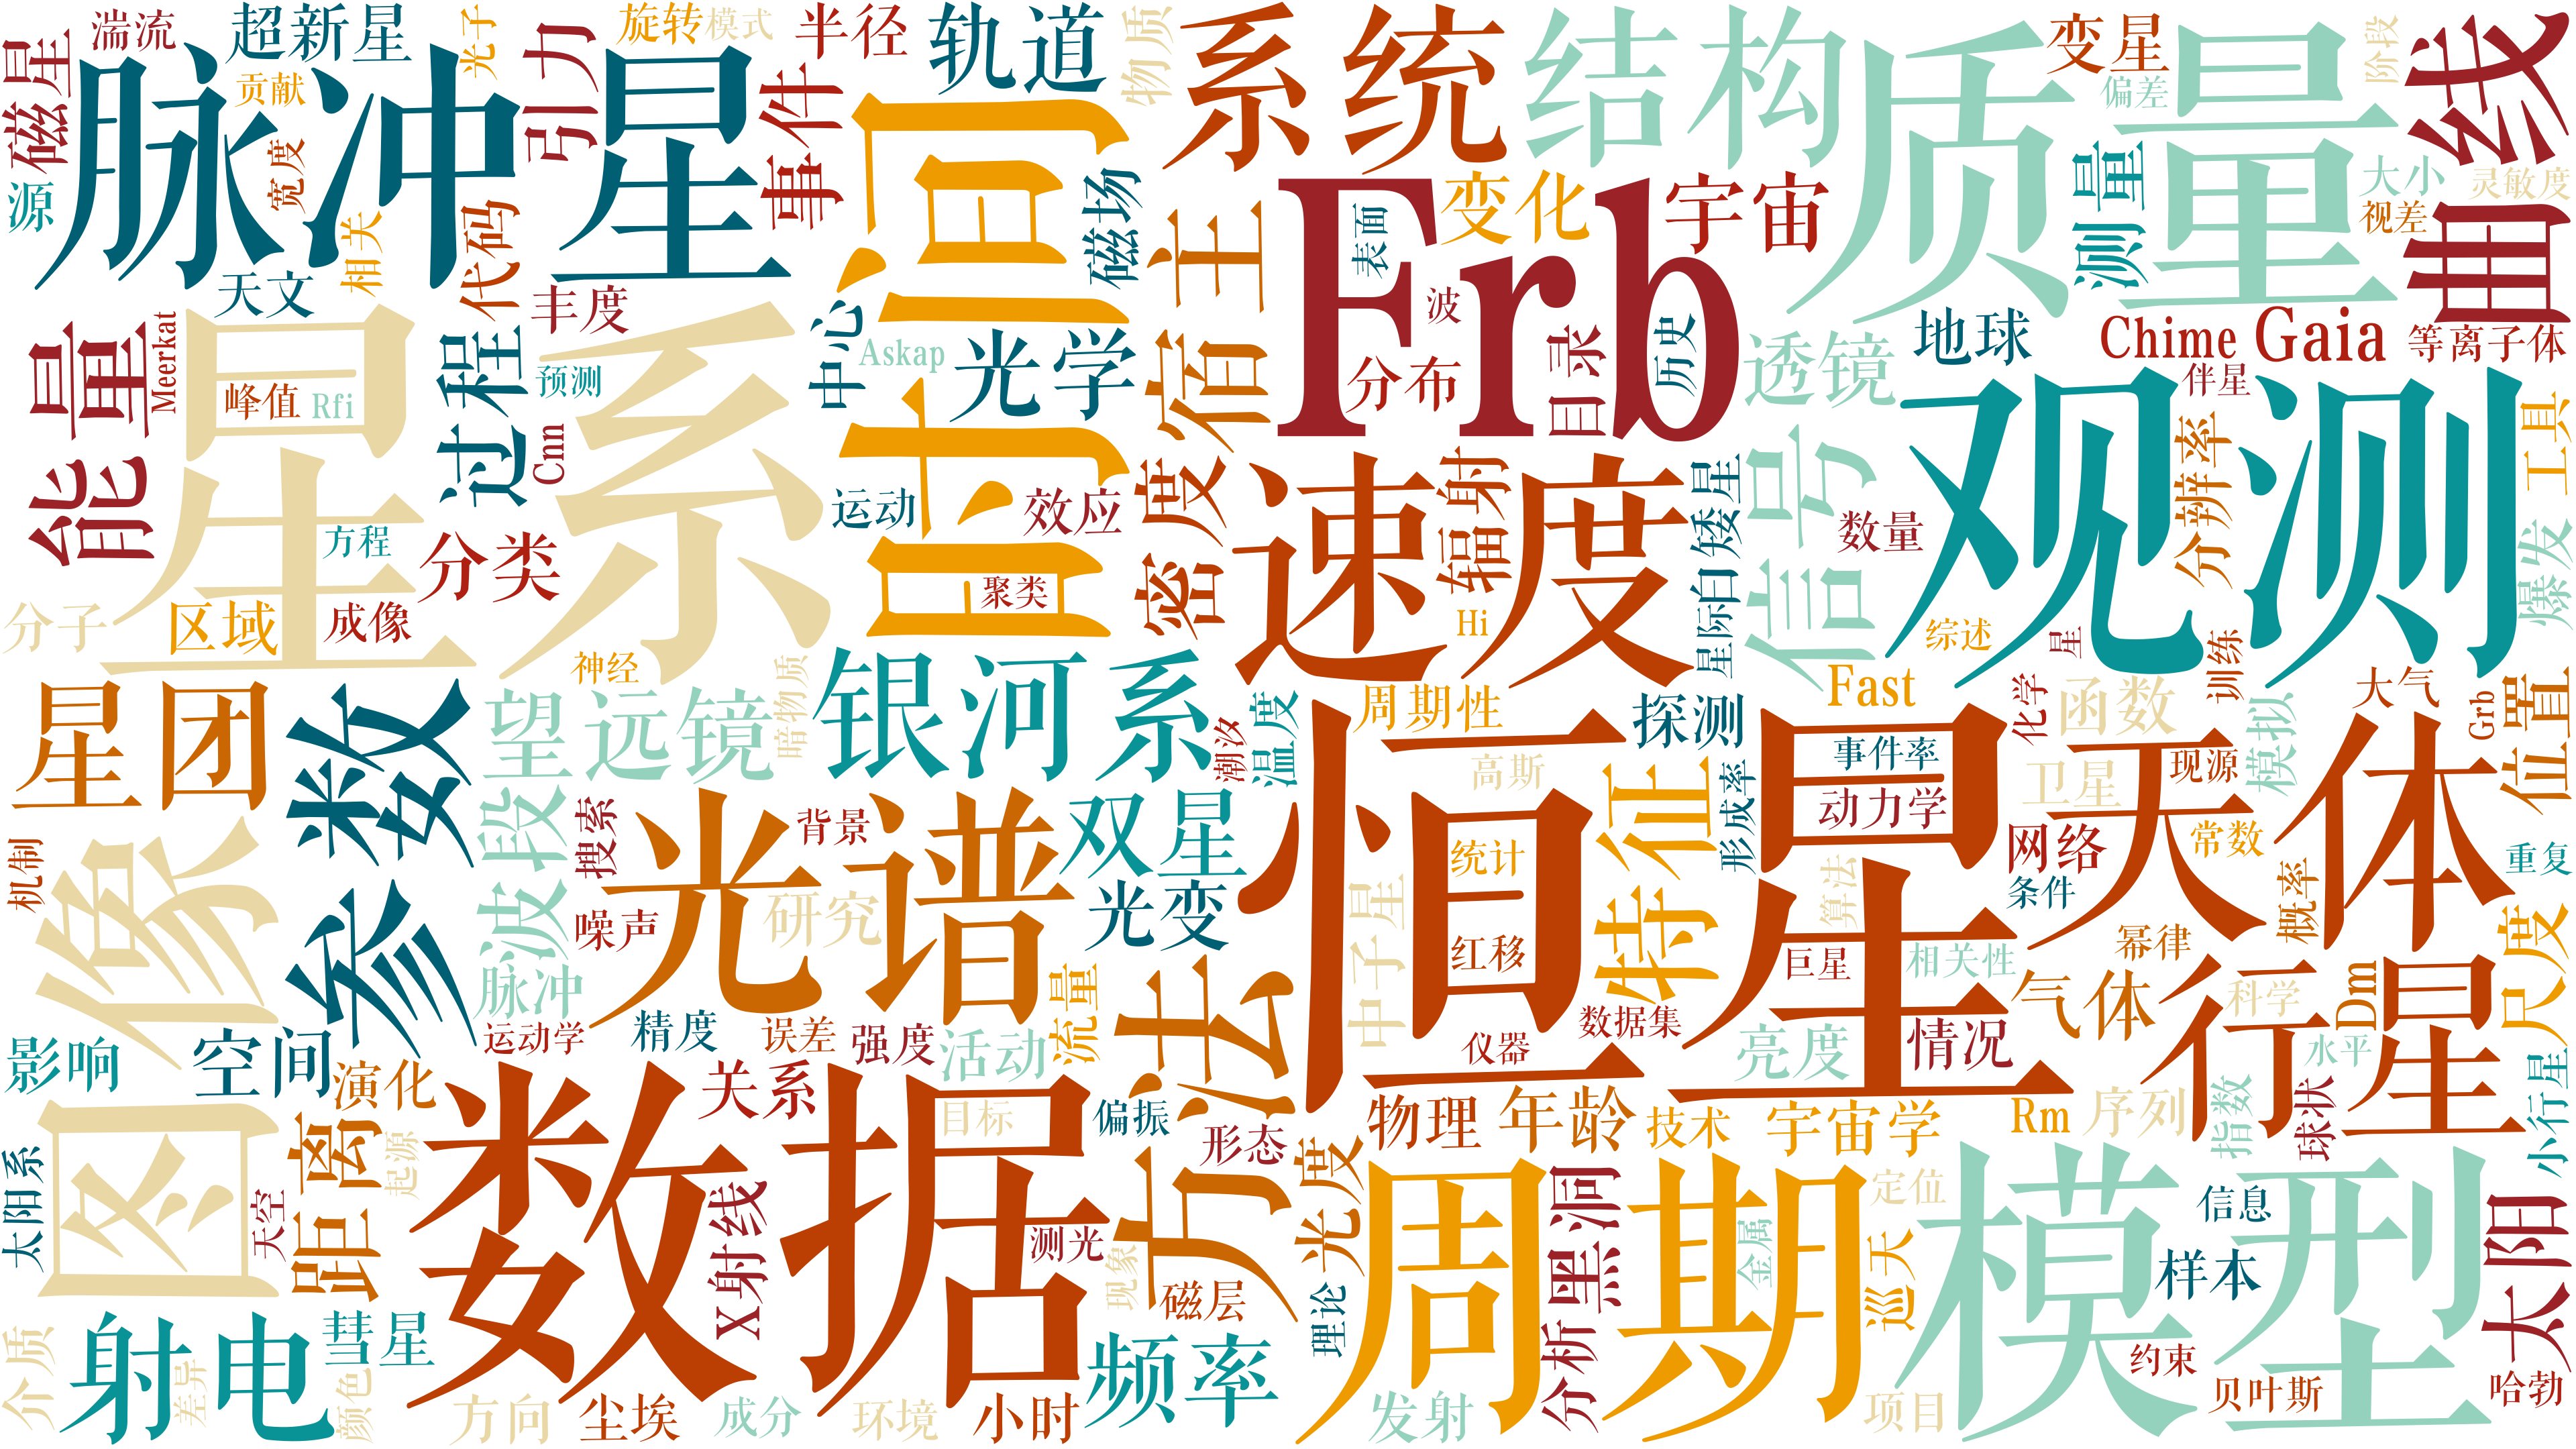 湍流
超新星
光子
旋转
模式
半径
轨道
物质
系统
结构
质量
变星
阶段
曲线
磁星
脉冲星
贡献
引力
事件
时间
偏差
源
宽度
相关
代码
磁场
宿主
Frb
表面
变化
宇宙
测量
大小
灵敏度
视差
天文
丰度
中心
能量
Meerkat
星系
峰值
Rfi
过程
预测
Cnn
Askap
光学
波
分布
目录
历史
透镜
地球
Chime
Gaia
等离子体
伴星
观测
工具
方程
分类
运动
效应
密度
速度
辐射
白矮星
信号
数量
分辨率
爆发
聚类
分子
区域
成像
神经
暗物质
Hi
星际
综述
星
训练
星团
参数
望远镜
银河系
潮汐
温度
周期性
探测
Fast
化学
函数
大气
Grb
位置
图像
波段
搜索
光谱
背景
双星
恒星
高斯
特征
形成率
事件率
动力学
天体
现源
模拟
卫星
机制
噪声
研究
光变
统计
中子星
红移
算法
巨星
网络
常数
条件
重复
概率
幂律
脉冲
运动学
精度
误差
强度
活动
流量
方法
仪器
数据集
相关性
亮度
情况
气体
行星
科学
Dm
尺度
影响
空间
演化
数据
关系
目标
偏振
形态
物理
年龄
技术
宇宙学
Rm
序列
指数
球状
水平
小行星
太阳系
天空
距离
起源
X射线
测光
光度
周期
黑洞
金属
定位
模型
信息
太阳
现象
磁层
理论
分析
巡天
样本
约束
射电
彗星
介质
差异
颜色
方向
尘埃
成分
环境
小时
频率
发射
项目
贝叶斯
哈勃